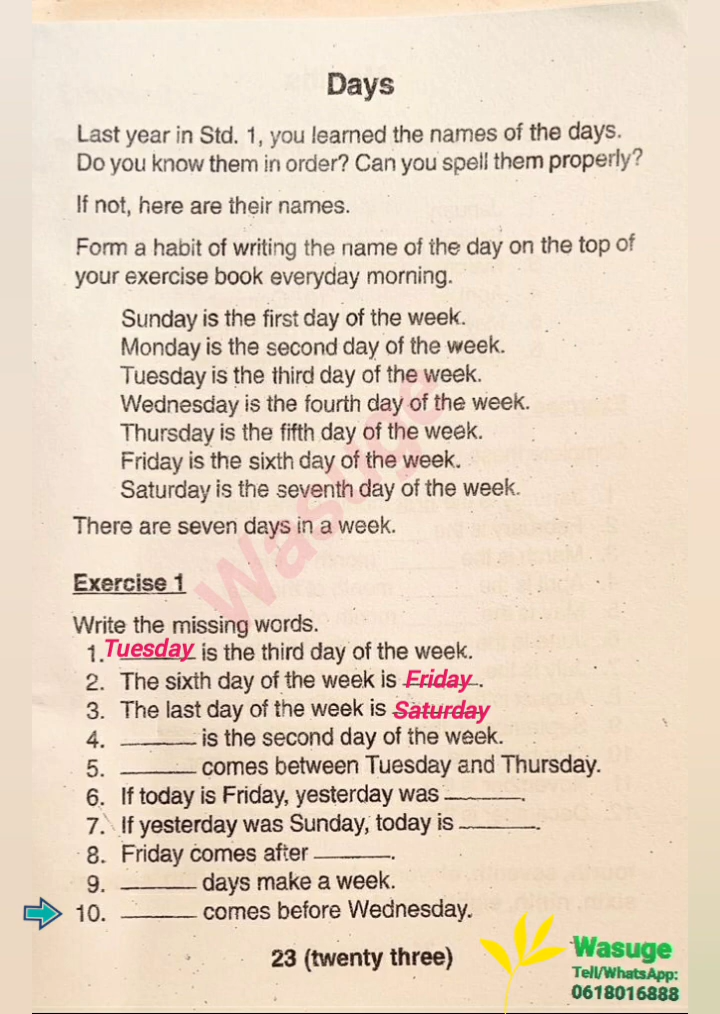 Days
Last year in Std. 1, you learned the names of the days.
Do you know them in order? Can you spell them properly?
If not, here are their names.
Form a habit of writing the name of the day on the top of
your exercise book everyday morning.
Sunday is the first day of the week.
Monday is the second day of the week.
Tuesday is the third day of the week.
Wednesday is the fourth day of the week.
Thursday is the fifth day of the week.
Friday is the sixth day of the week.
Saturday is the seventh day of the week.
There are seven days in a week.
Wasuge
Exercise 1
Write the missing words.
1. Tuesday is the third day of the week.
2. The sixth day of the week is Friday.
3. The last day of the week is Saturday
4. ______ is the second day of the week.
5. ______ comes between Tuesday and Thursday.
6. If today is Friday, yesterday was ______.
7. If yesterday was Sunday, today is ______.
8. Friday comes after ______.
9. ______ days make a week.
10. ______ comes before Wednesday.
23 (twenty three)
Wasuge
Tell/WhatsApp:
0618016888